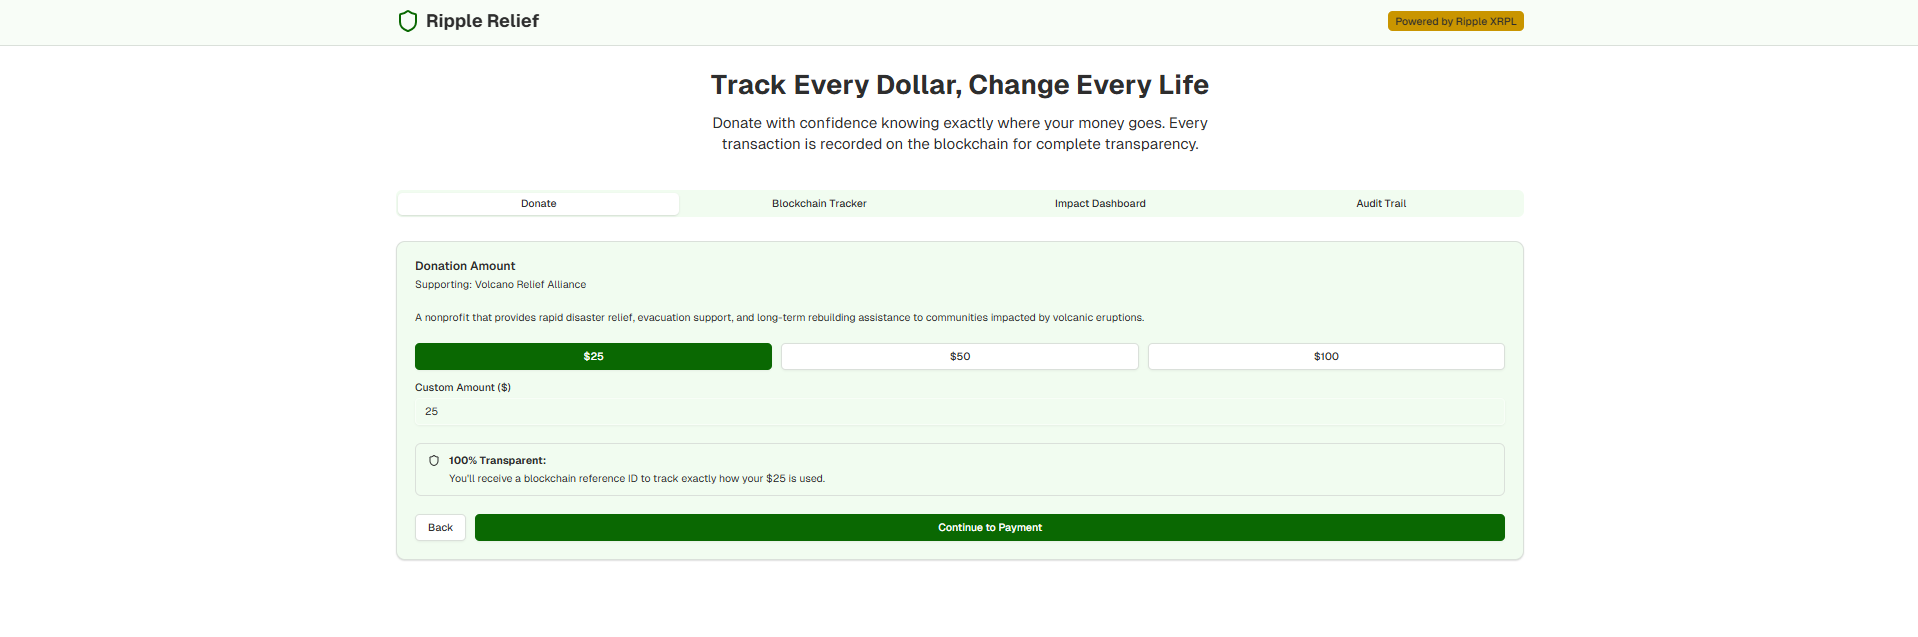 Ripple Relief
Powered by Ripple XRPL
Track Every Dollar, Change Every Life
Donate with confidence knowing exactly where your money goes. Every
transaction is recorded on the blockchain for complete transparency.
Donate
Blockchain Tracker
Impact Dashboard
Audit Trail
Donation Amount
Supporting: Volcano Relief Alliance
A nonprofit that provides rapid disaster relief, evacuation support, and long-term rebuilding assistance to communities impacted by volcanic eruptions.
$25
$50
$100
Custom Amount ($)
25
100% Transparent:
You'll receive a blockchain reference ID to track exactly how your $25 is used.
Back
Continue to Payment